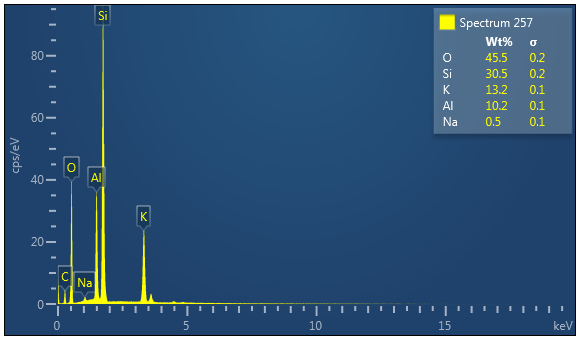 Spectrum 257
Wt% σ
O 45.5 0.2
Si 30.5 0.2
K 13.2 0.1
Al 10.2 0.1
Na 0.5 0.1
Si
80
60
cps/eV
O
Al
40
K
20
C
Na
0
0 5 10 15 keV